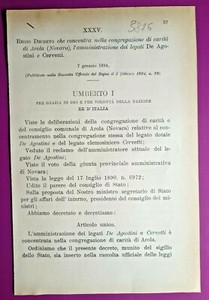 57
XXXV.
REGIO DECRETO che concentra nella congregazione di carità
di Arola (Novara), l'amministrazione dei legati De Ago-
stini e Cervetti.
7 gennaio 1894.
(Pubblicato nella Gazzetta Ufficiale del Regno il 3 febbraio 1894, n. 28)
UMBERTO I
PER GRAZIA DI DIO E PER VOLONTÀ DELLA NAZIONE
RE D'ITALIA
Viste le deliberazioni della congregazione di carità e
del consiglio comunale di Arola (Novara) relative al con-
centramento nella congregazione stessa del legato dotale
De Agostini e del legato elemosiniere Cervetti;
Veduto il reclamo dell'amministratore attuale del le-
gato De Agostini;
Visto il voto della giunta provinciale amministrativa
di Novara;
Vista la legge del 17 luglio 1890, n. 6972;
Udito il parere del consiglio di Stato;
Sulla proposta del Nostro ministro segretario di Stato
per gli affari dell'interno, presidente del consiglio dei mi-
nistri;
Abbiamo decretato e decretiamo:
Articolo unico.
L'amministrazione dei legati De Agostini e Cervetti è
concentrata nella congregazione di carità di Arola.
Ordiniamo che il presente decreto, munito del sigillo
dello Stato, sia inserto nella raccolta ufficiale delle leggi